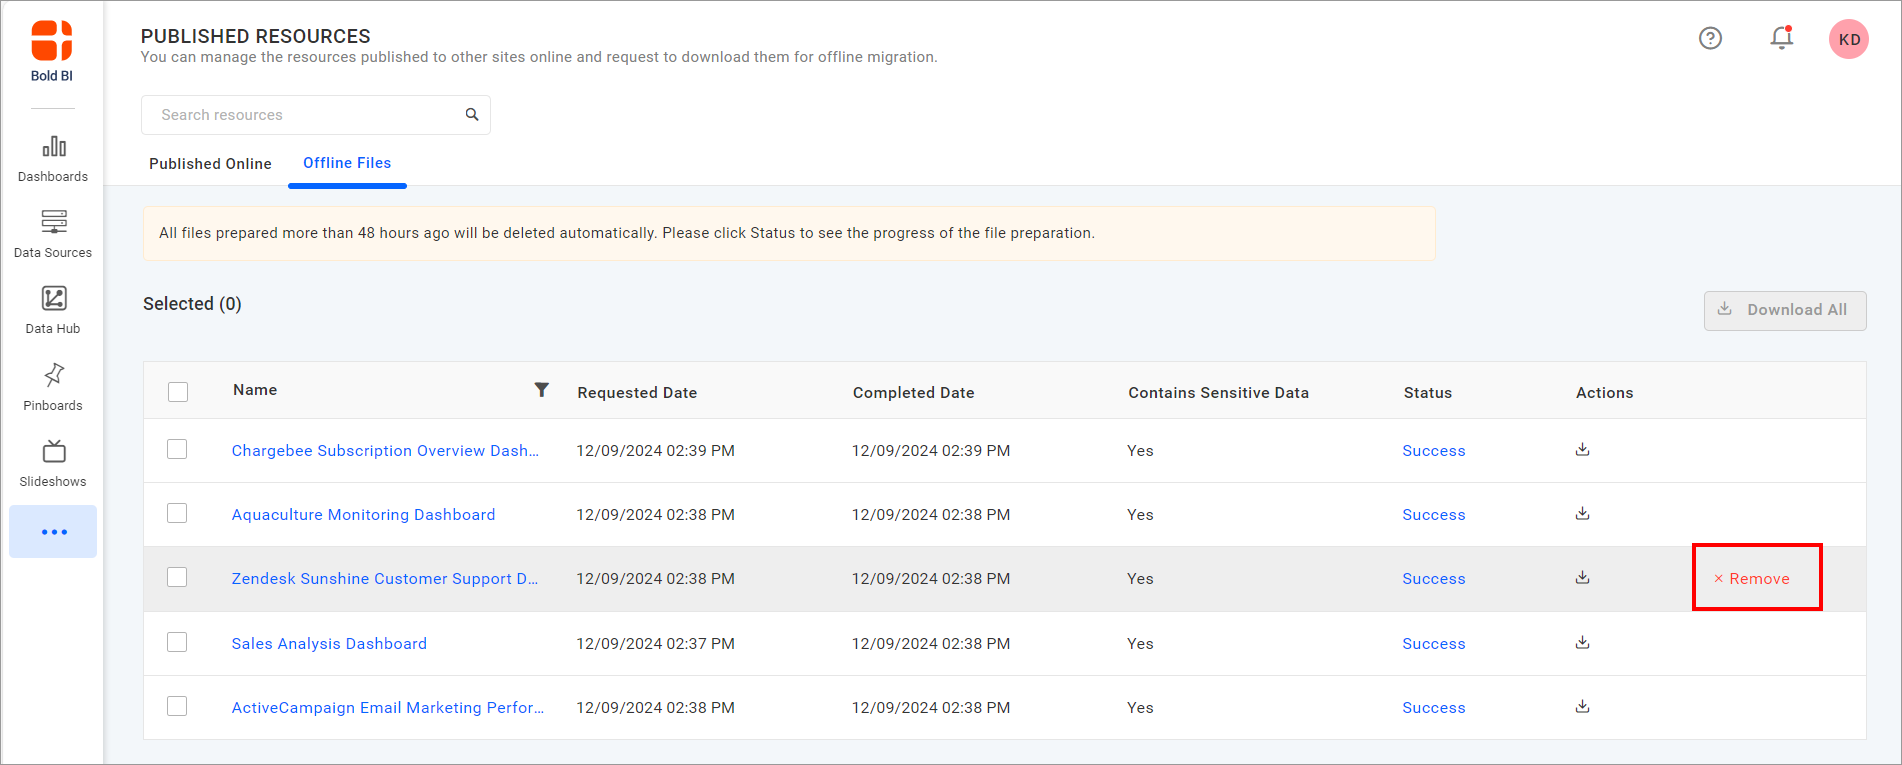 Bold BI
Dashboards
Data Sources
Data Hub
Pinboards
Slideshows
PUBLISHED RESOURCES
You can manage the resources published to other sites online and request to download them for offline migration.
KD
Search resources
Published Online Offline Files
All files prepared more than 48 hours ago will be deleted automatically. Please click Status to see the progress of the file preparation.
Selected (0)
Download All
Name Requested Date Completed Date Contains Sensitive Data Status Actions
Chargebee Subscription Overview Dash... 12/09/2024 02:39 PM 12/09/2024 02:39 PM Yes Success
Aquaculture Monitoring Dashboard 12/09/2024 02:38 PM 12/09/2024 02:38 PM Yes Success
Zendesk Sunshine Customer Support D... 12/09/2024 02:38 PM 12/09/2024 02:38 PM Yes Success × Remove
Sales Analysis Dashboard 12/09/2024 02:37 PM 12/09/2024 02:38 PM Yes Success
ActiveCampaign Email Marketing Perfor... 12/09/2024 02:38 PM 12/09/2024 02:38 PM Yes Success